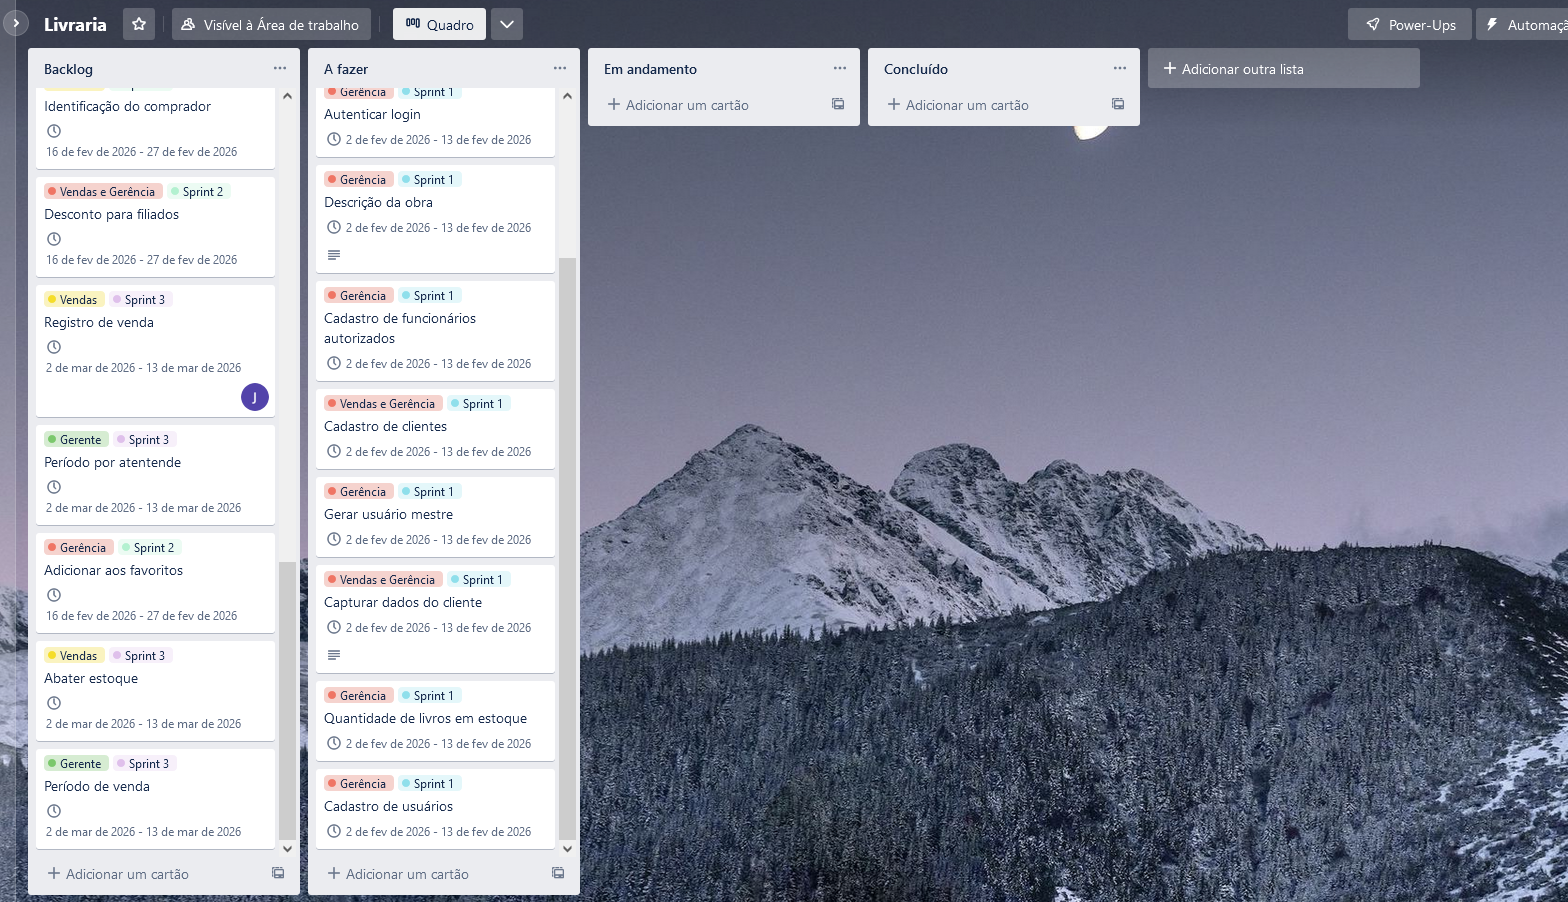 Livraria
Visível à Área de trabalho
Quadro
Power-Ups
Backlog
Identificação do comprador
16 de fev de 2026 - 27 de fev de 2026
Vendas e Gerência Sprint 2
Desconto para filiados
16 de fev de 2026 - 27 de fev de 2026
Vendas Sprint 3
Registro de venda
2 de mar de 2026 - 13 de mar de 2026
J
Gerente Sprint 3
Período por atentende
2 de mar de 2026 - 13 de mar de 2026
Gerência Sprint 2
Adicionar aos favoritos
16 de fev de 2026 - 27 de fev de 2026
Vendas Sprint 3
Abater estoque
2 de mar de 2026 - 13 de mar de 2026
Gerente Sprint 3
Período de venda
2 de mar de 2026 - 13 de mar de 2026
Adicionar um cartão
A fazer
Gerência Sprint 1
Autenticar login
2 de fev de 2026 - 13 de fev de 2026
Gerência Sprint 1
Descrição da obra
2 de fev de 2026 - 13 de fev de 2026
Gerência Sprint 1
Cadastro de funcionários
autorizados
2 de fev de 2026 - 13 de fev de 2026
Vendas e Gerência Sprint 1
Cadastro de clientes
2 de fev de 2026 - 13 de fev de 2026
Gerência Sprint 1
Gerar usuário mestre
2 de fev de 2026 - 13 de fev de 2026
Vendas e Gerência Sprint 1
Capturar dados do cliente
2 de fev de 2026 - 13 de fev de 2026
Gerência Sprint 1
Quantidade de livros em estoque
2 de fev de 2026 - 13 de fev de 2026
Gerência Sprint 1
Cadastro de usuários
2 de fev de 2026 - 13 de fev de 2026
Adicionar um cartão
Em andamento
Adicionar um cartão
Concluído
Adicionar um cartão
Adicionar outra lista